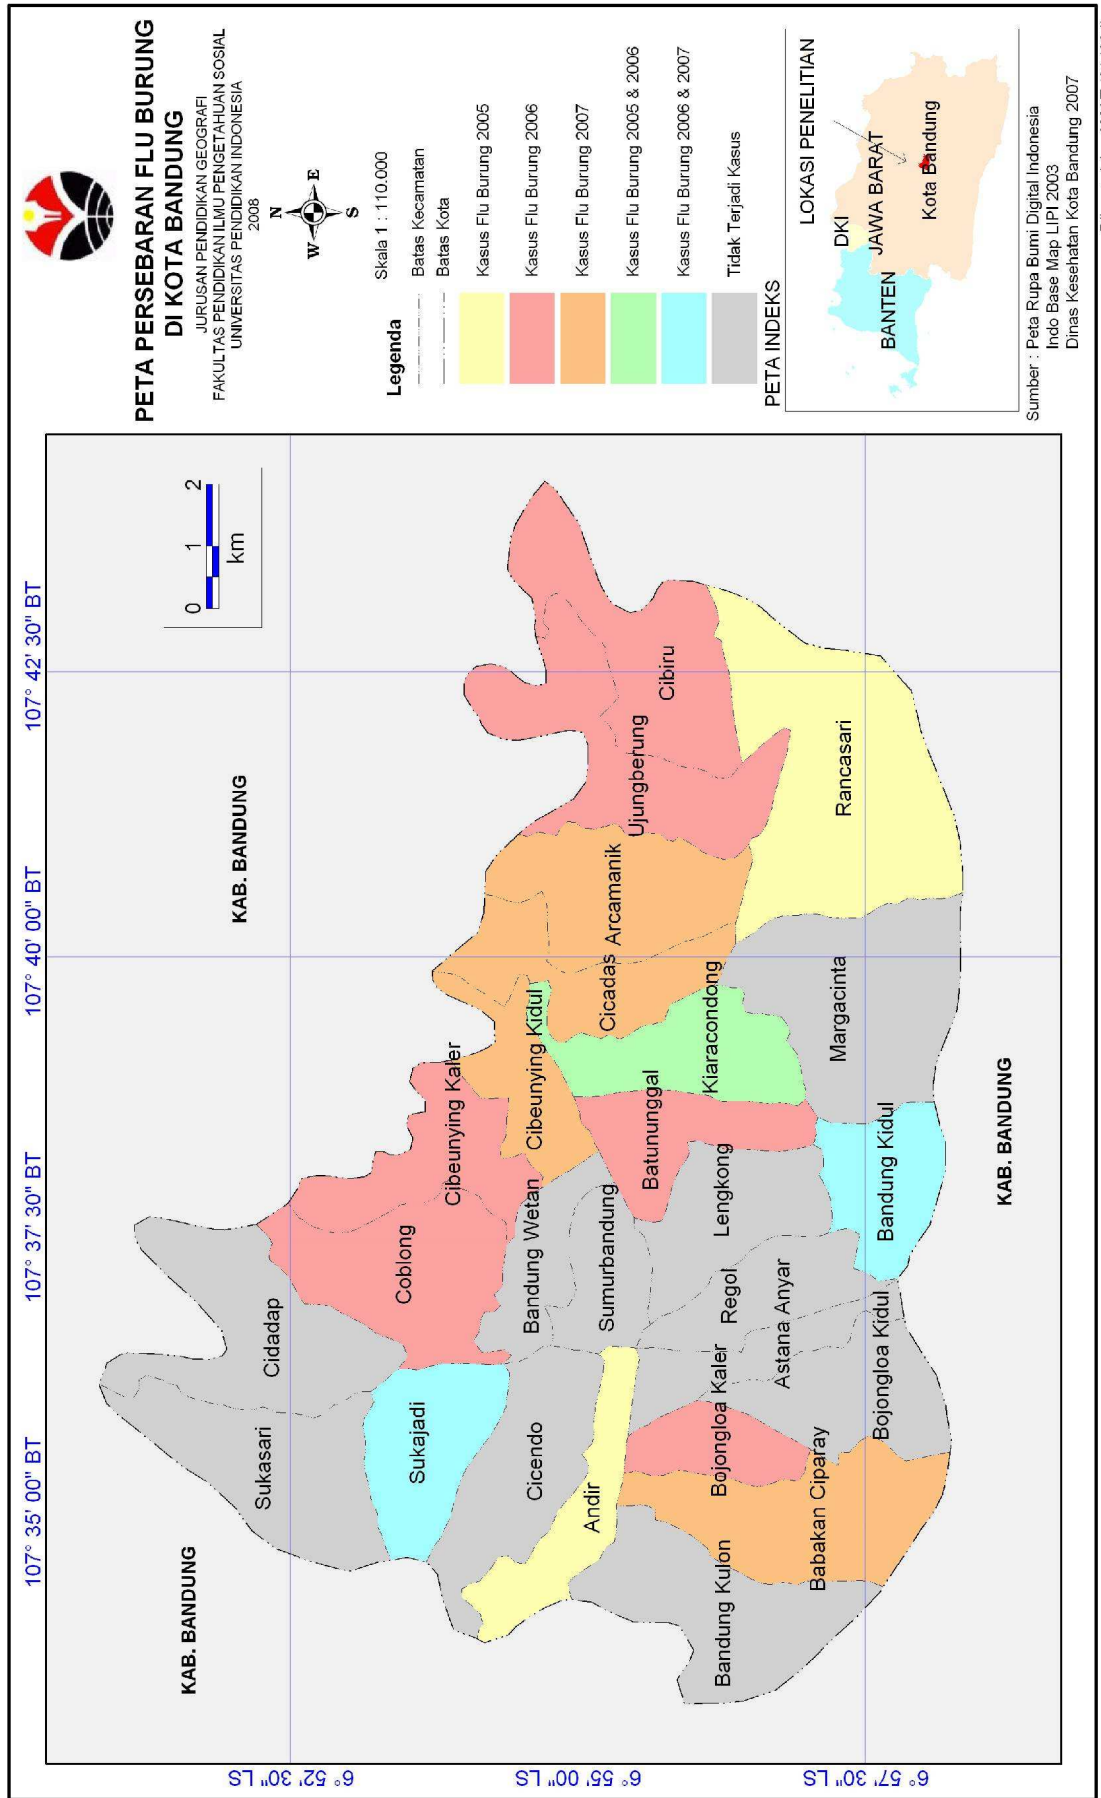 PETA PERSEBARAN FLU BURUNG
DI KOTA BANDUNG
JURUSAN PENDIDIKAN GEOGRAFI
FAKULTAS PENDIDIKAN ILMU PENGETAHUAN SOSIAL
UNIVERSITAS PENDIDIKAN INDONESIA
2008
N
W
E
S
Skala 1 : 110.000
Legenda
Batas Kecamatan
Batas Kota
Kasus Flu Burung 2005
Kasus Flu Burung 2006
Kasus Flu Burung 2007
Kasus Flu Burung 2005 & 2006
Kasus Flu Burung 2006 & 2007
Tidak Terjadi Kasus
PETA INDEKS
LOKASI PENELITIAN
DKI
BANTEN
JAWA BARAT
Kota Bandung
Sumber : Peta Rupa Bumi Digital Indonesia
Indo Base Map LIPI 2003
Dinas Kesehatan Kota Bandung 2007
107° 35' 00" BT
107° 37' 30" BT
107° 40' 00" BT
107° 42' 30" BT
6° 52' 30" LS
6° 55' 00" LS
6° 57' 30" LS
0 1 2
km
KAB. BANDUNG
KAB. BANDUNG
KAB. BANDUNG
Sukasari
Cidadap
Coblong
Sukajadi
Cibeunying Kaler
Cibeunying Kidul
Bandung Wetan
Cicendo
Sumurbandung
Andir
Cicadas
Arcamanik
Ujungberung
Cibiru
Batununggal
Kiaracondong
Lengkong
Regol
Bojongloa Kaler
Bandung Kulon
Astana Anyar
Babakan Ciparay
Bojongloa Kidul
Bandung Kidul
Margacinta
Rancasari